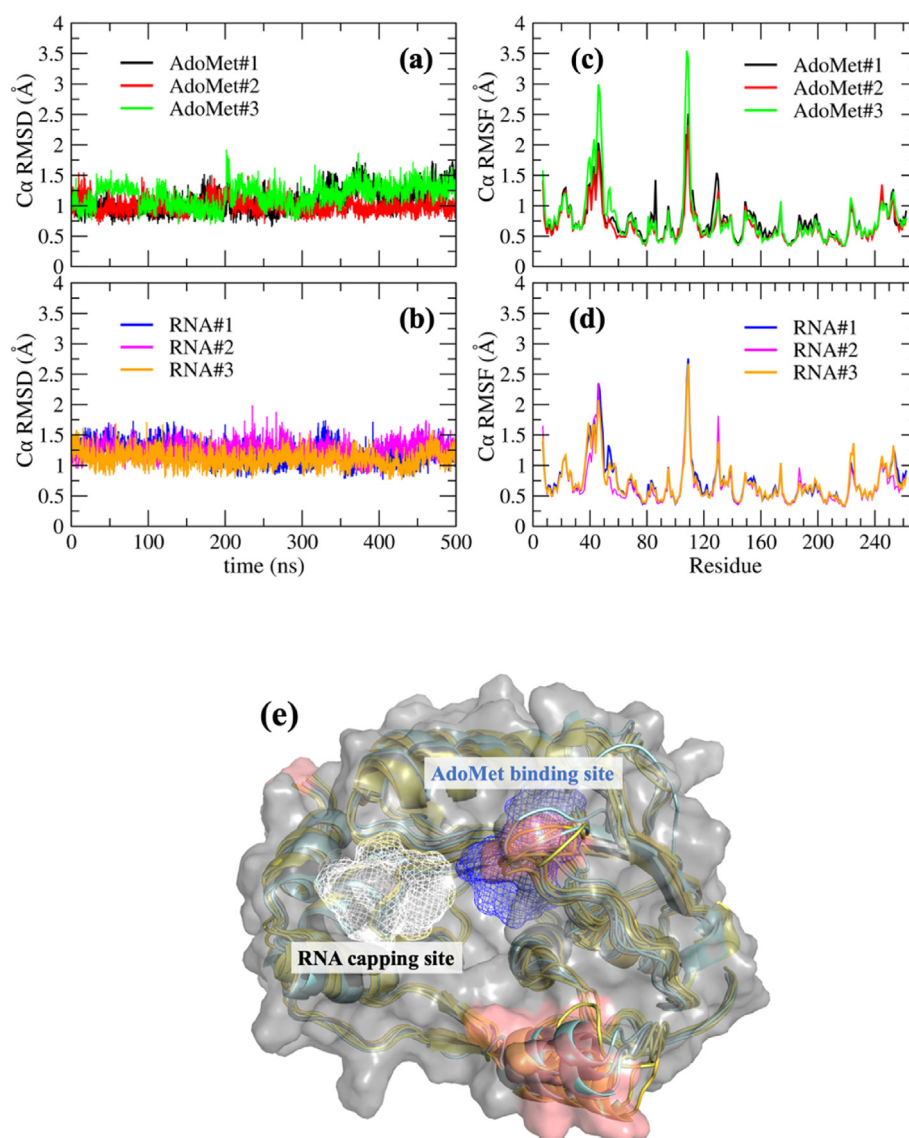 (a)
AdoMet#1
AdoMet#2
AdoMet#3
Cα RMSD (Å)
4
3.5
3
2.5
2
1.5
1
0.5
0
(c)
AdoMet#1
AdoMet#2
AdoMet#3
Cα RMSF (Å)
4
3.5
3
2.5
2
1.5
1
0.5
0
(b)
RNA#1
RNA#2
RNA#3
Cα RMSD (Å)
4
3.5
3
2.5
2
1.5
1
0.5
0
0 100 200 300 400 500
time (ns)
(d)
RNA#1
RNA#2
RNA#3
Cα RMSF (Å)
4
3.5
3
2.5
2
1.5
1
0.5
0
0 40 80 120 160 200 240
Residue
(e)
AdoMet binding site
RNA capping site